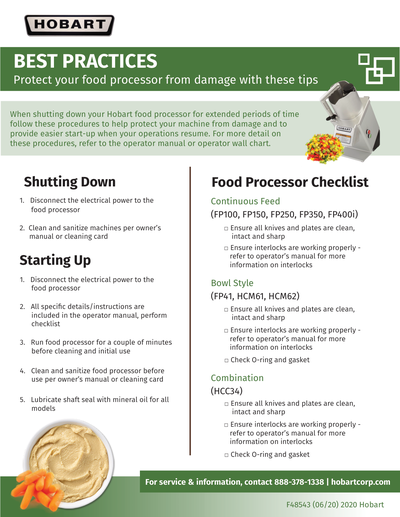 HOBART
BEST PRACTICES
Protect your food processor from damage with these tips
When shutting down your Hobart food processor for extended periods of time
follow these procedures to help protect your machine from damage and to
provide easier start-up when your operations resume. For more detail on
these procedures, refer to the operator manual or operator wall chart.
HOBART
Shutting Down
1. Disconnect the electrical power to the
food processor
2. Clean and sanitize machines per owner's
manual or cleaning card
Starting Up
1. Disconnect the electrical power to the
food processor
2. All specific details/instructions are
included in the operator manual, perform
checklist
3. Run food processor for a couple of minutes
before cleaning and initial use
4. Clean and sanitize food processor before
use per owner's manual or cleaning card
5. Lubricate shaft seal with mineral oil for all
models
Food Processor Checklist
Continuous Feed
(FP100, FP150, FP250, FP350, FP400i)
□ Ensure all knives and plates are clean,
intact and sharp
□ Ensure interlocks are working properly -
refer to operator's manual for more
information on interlocks
Bowl Style
(FP41, HCM61, HCM62)
□ Ensure all knives and plates are clean,
intact and sharp
□ Ensure interlocks are working properly -
refer to operator's manual for more
information on interlocks
□ Check O-ring and gasket
Combination
(HCC34)
□ Ensure all knives and plates are clean,
intact and sharp
□ Ensure interlocks are working properly -
refer to operator's manual for more
information on interlocks
□ Check O-ring and gasket
For service & information, contact 888-378-1338 | hobartcorp.com
F48543 (06/20) 2020 Hobart